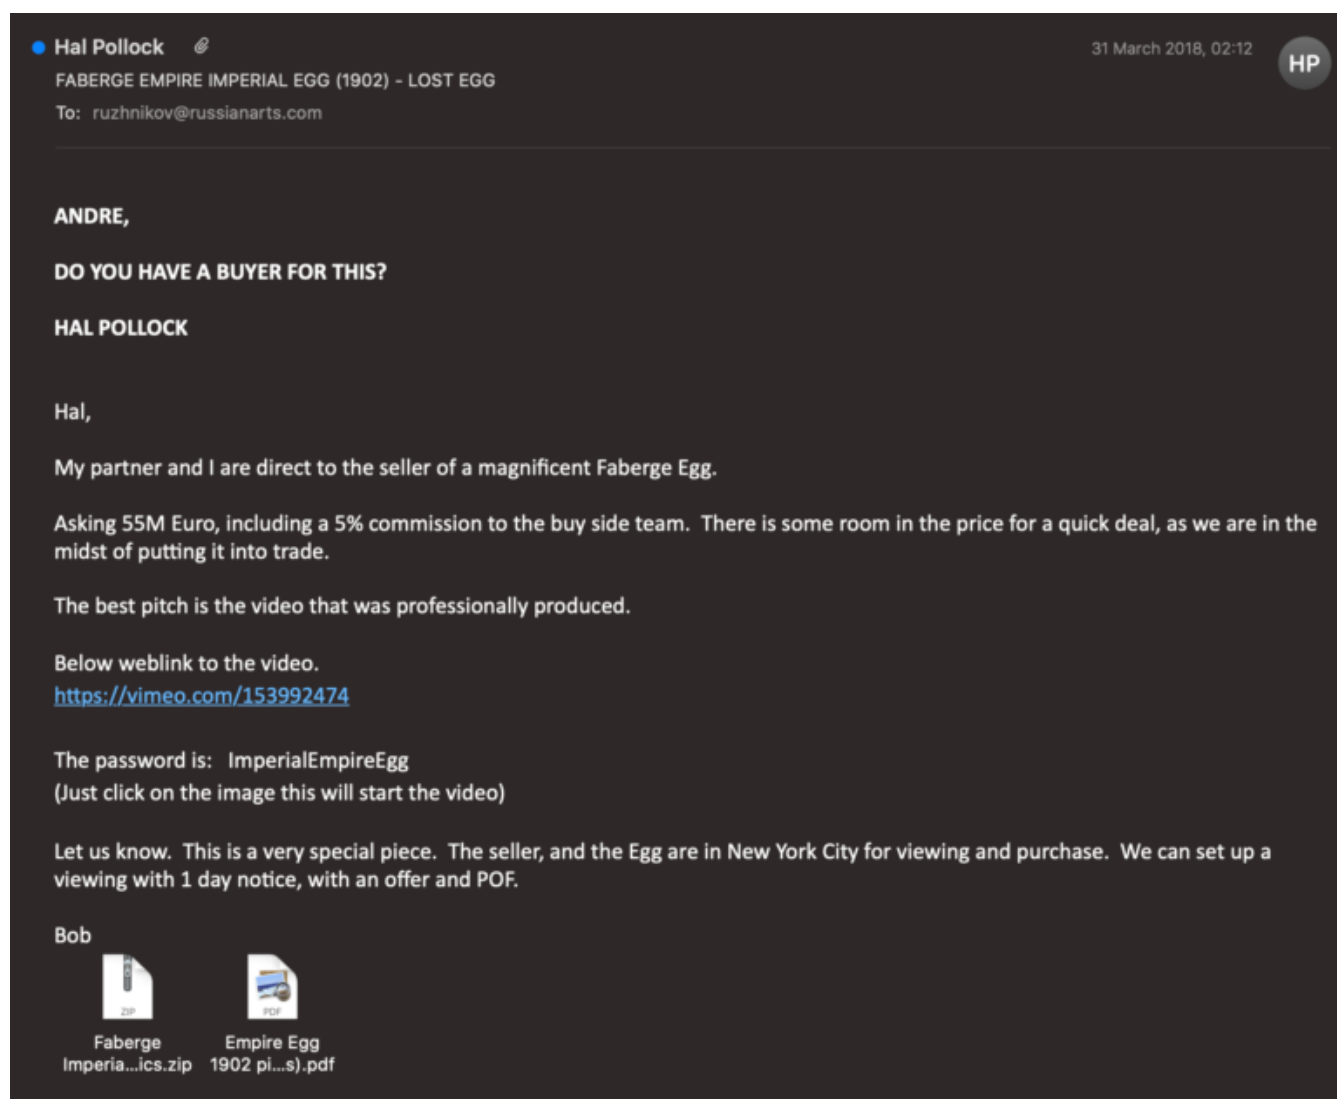 Hal Pollock
31 March 2018, 02:12
HP
FABERGE EMPIRE IMPERIAL EGG (1902) - LOST EGG
To: ruzhnikov@russianarts.com
ANDRE,
DO YOU HAVE A BUYER FOR THIS?
HAL POLLOCK
Hal,
My partner and I are direct to the seller of a magnificent Faberge Egg.
Asking 55M Euro, including a 5% commission to the buy side team.  There is some room in the price for a quick deal, as we are in the
midst of putting it into trade.
The best pitch is the video that was professionally produced.
Below weblink to the video.
https://vimeo.com/153992474
The password is:   ImperialEmpireEgg
(Just click on the image this will start the video)
Let us know.  This is a very special piece.  The seller, and the Egg are in New York City for viewing and purchase.  We can set up a
viewing with 1 day notice, with an offer and POF.
Bob
ZIP
PDF
Faberge
Imperia...ics.zip
Empire Egg
1902 pi...s).pdf